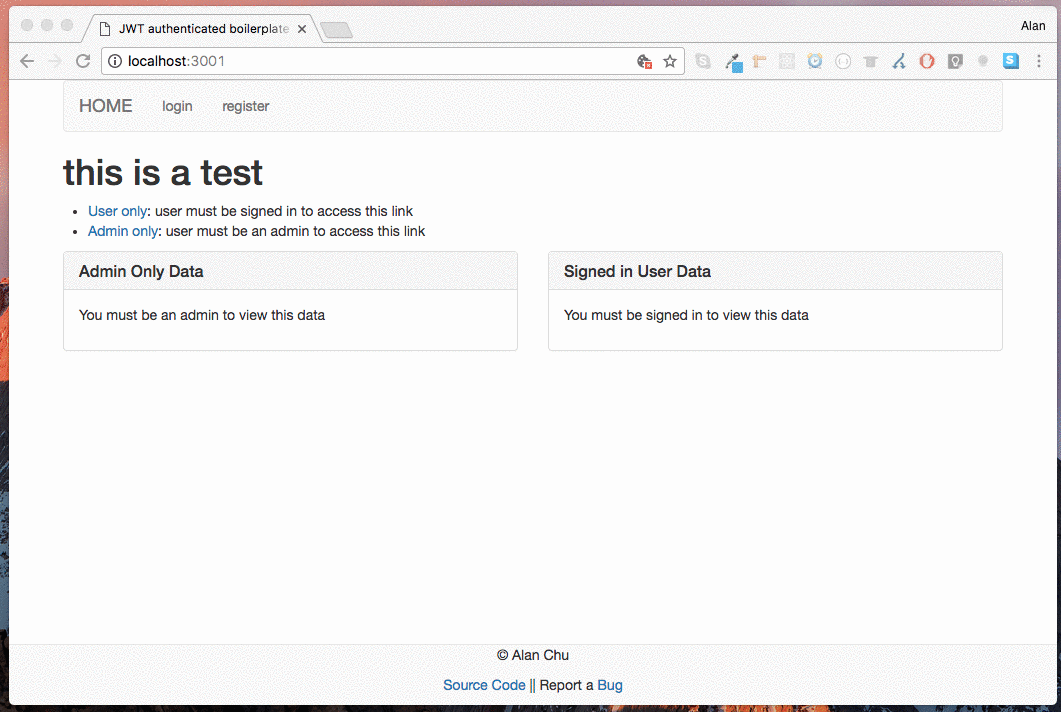 JWT authenticated boilerplate
Alan
localhost:3001
HOME login register
this is a test
User only: user must be signed in to access this link
Admin only: user must be an admin to access this link
Admin Only Data
You must be an admin to view this data
Signed in User Data
You must be signed in to view this data
© Alan Chu
Source Code || Report a Bug